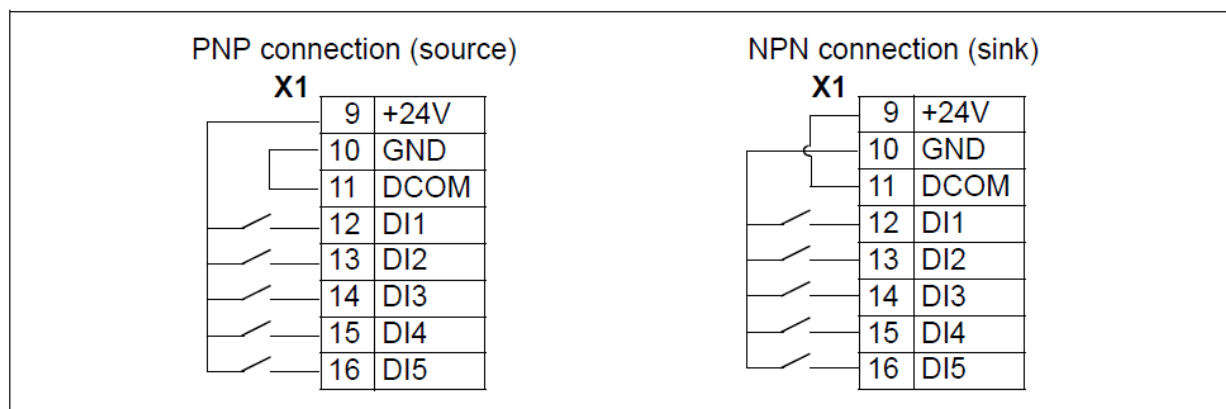 PNP connection (source)
X1
9 +24V
10 GND
11 DCOM
12 DI1
13 DI2
14 DI3
15 DI4
16 DI5
NPN connection (sink)
X1
9 +24V
10 GND
11 DCOM
12 DI1
13 DI2
14 DI3
15 DI4
16 DI5